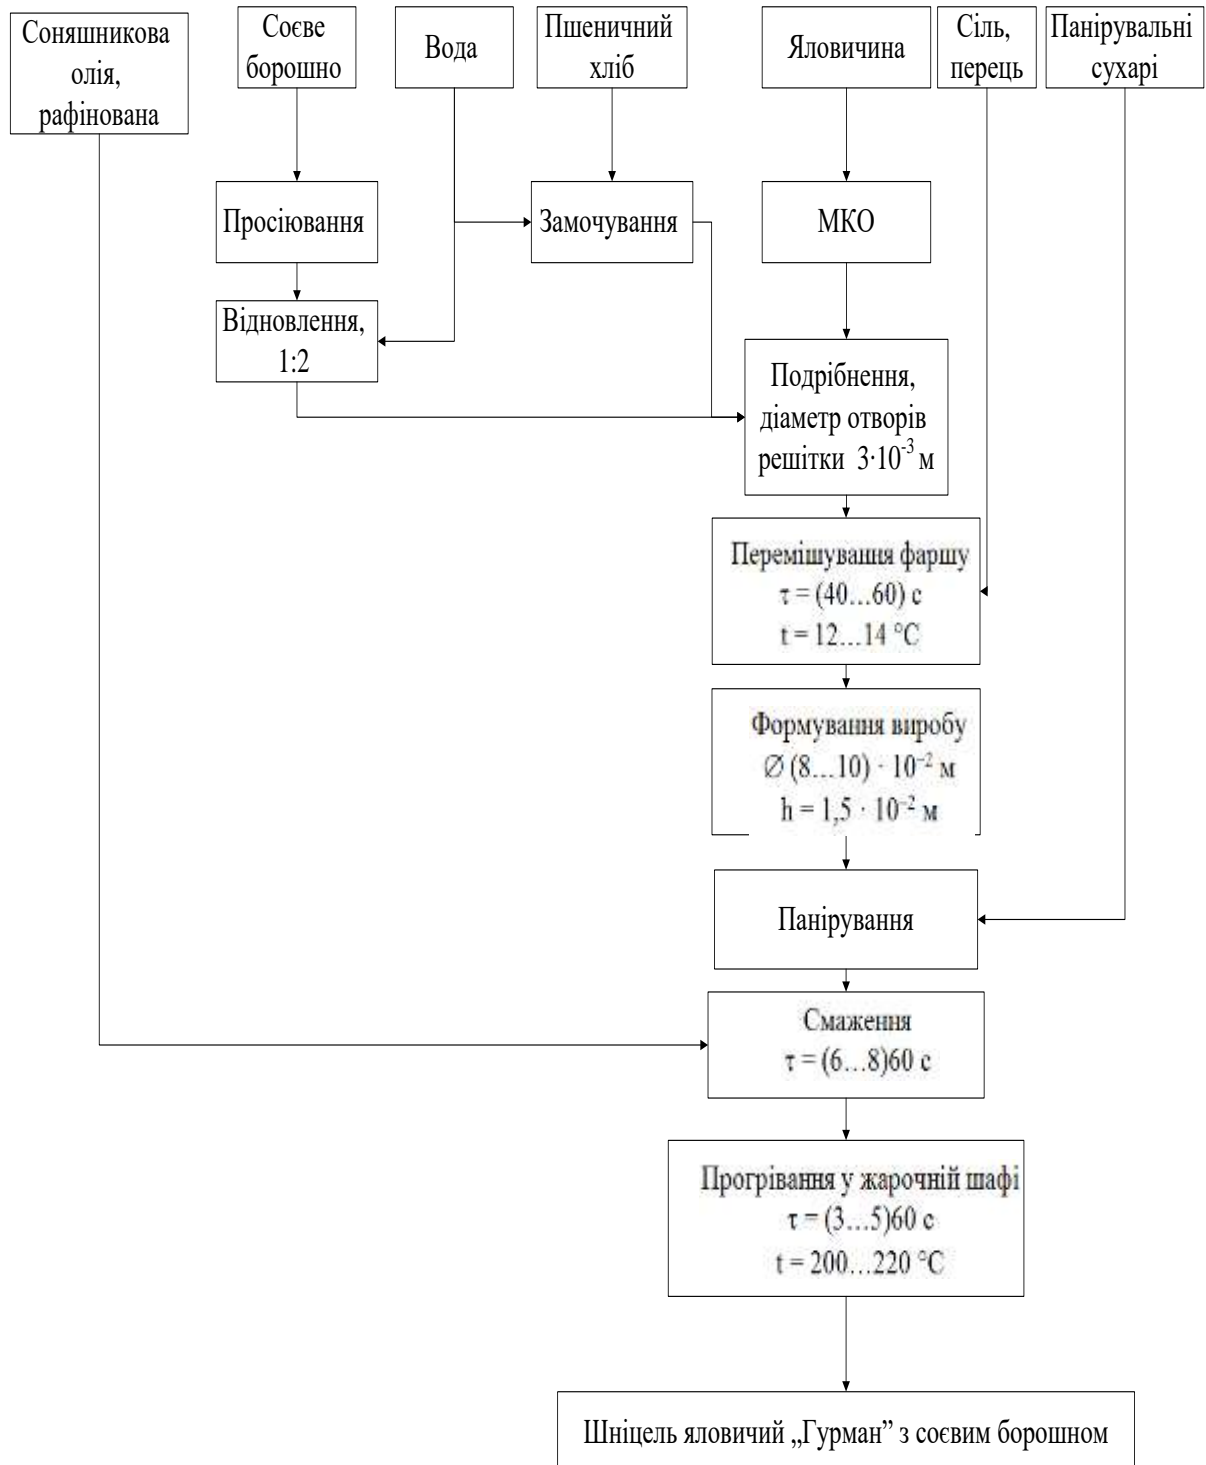 Соняшникова
олія,
рафінована
Соєве
борошно
Вода
Пшеничний
хліб
Яловичина
Сіль,
перець
Панірувальні
сухарі
Просіювання
Замочування
МКО
Відновлення,
1:2
Подрібнення,
діаметр отворів
решітки 3·10⁻³ м
Перемішування фаршу
τ = (40...60) с
t = 12...14 °С
Формування виробу
∅ (8...10) · 10⁻² м
h = 1,5 · 10⁻² м
Панірування
Смаження
τ = (6...8)60 с
Прогрівання у жарочній шафі
τ = (3...5)60 с
t = 200...220 °С
Шніцель яловичий „Гурман” з соєвим борошном